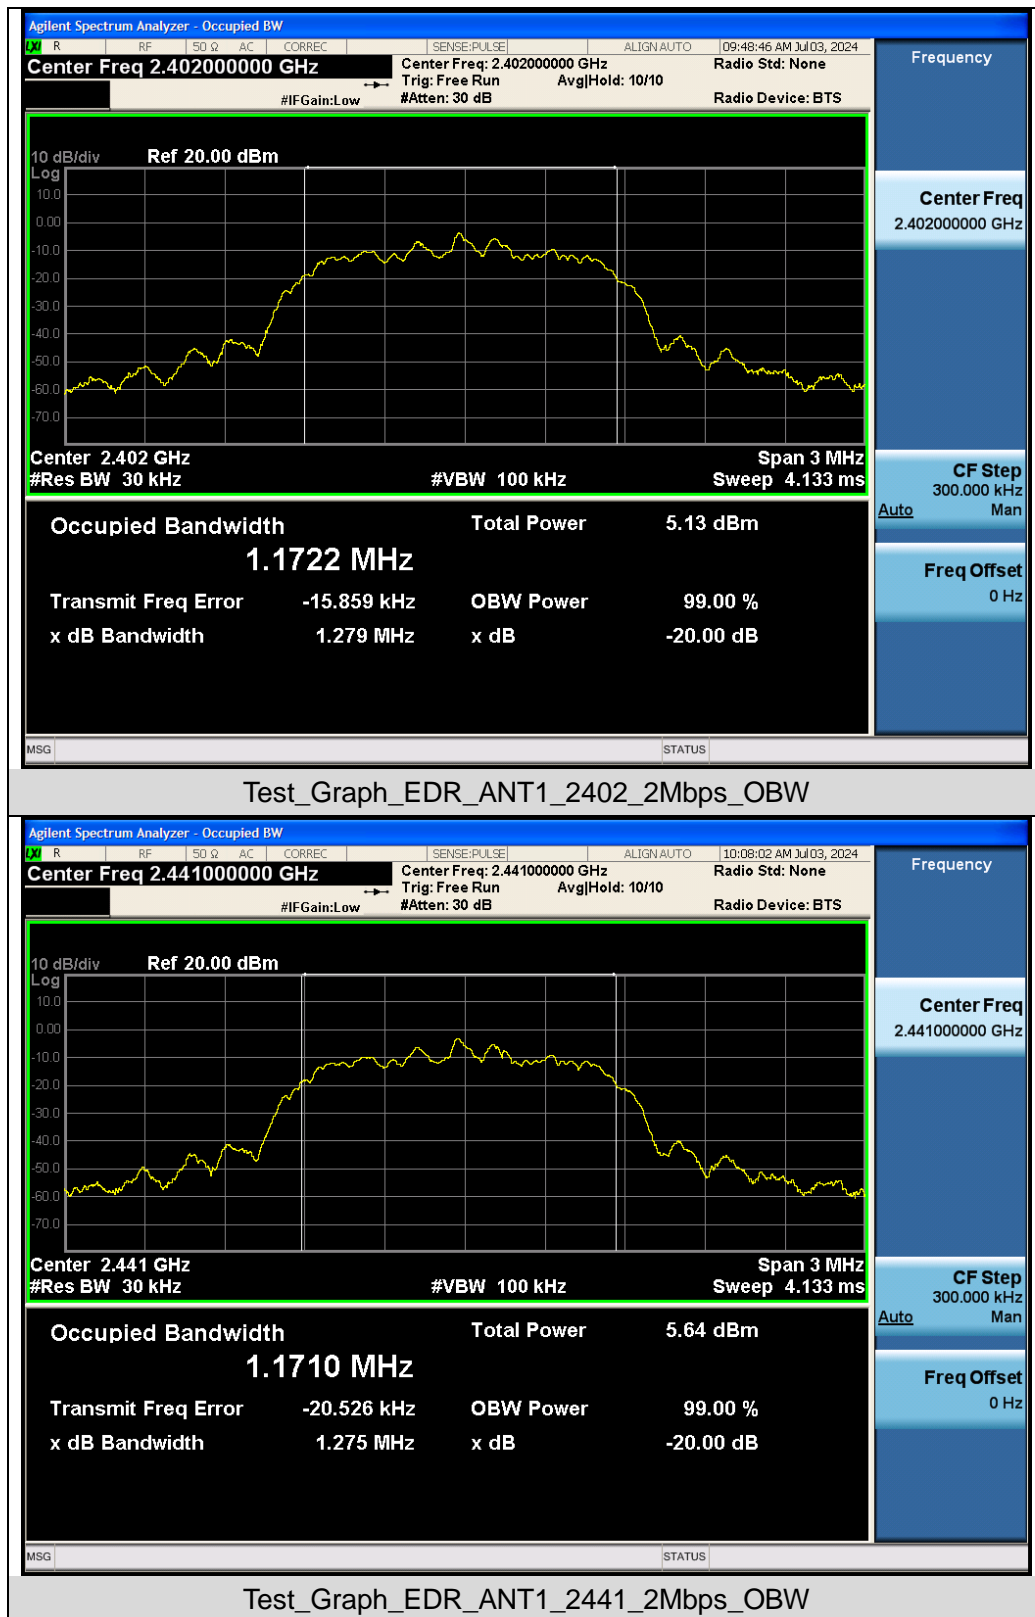 Agilent Spectrum Analyzer - Occupied BW
LXI R RF 50 Ω AC CORREC SENSE:PULSE ALIGN AUTO 09:48:46 AM Jul 03, 2024
Center Freq 2.402000000 GHz
#IFGain:Low
Center Freq: 2.402000000 GHz
Trig: Free Run Avg|Hold: 10/10
#Atten: 30 dB
Radio Std: None
Radio Device: BTS
10 dB/div Ref 20.00 dBm
Log
10.0
0.00
-10.0
-20.0
-30.0
-40.0
-50.0
-60.0
-70.0
Center 2.402 GHz Span 3 MHz
#Res BW 30 kHz #VBW 100 kHz Sweep 4.133 ms
Occupied Bandwidth Total Power 5.13 dBm
1.1722 MHz
Transmit Freq Error -15.859 kHz OBW Power 99.00 %
x dB Bandwidth 1.279 MHz x dB -20.00 dB
MSG STATUS
Frequency
Center Freq
2.402000000 GHz
CF Step
300.000 kHz
Auto Man
Freq Offset
0 Hz
Test_Graph_EDR_ANT1_2402_2Mbps_OBW
Agilent Spectrum Analyzer - Occupied BW
LXI R RF 50 Ω AC CORREC SENSE:PULSE ALIGN AUTO 10:08:02 AM Jul 03, 2024
Center Freq 2.441000000 GHz
#IFGain:Low
Center Freq: 2.441000000 GHz
Trig: Free Run Avg|Hold: 10/10
#Atten: 30 dB
Radio Std: None
Radio Device: BTS
10 dB/div Ref 20.00 dBm
Log
10.0
0.00
-10.0
-20.0
-30.0
-40.0
-50.0
-60.0
-70.0
Center 2.441 GHz Span 3 MHz
#Res BW 30 kHz #VBW 100 kHz Sweep 4.133 ms
Occupied Bandwidth Total Power 5.64 dBm
1.1710 MHz
Transmit Freq Error -20.526 kHz OBW Power 99.00 %
x dB Bandwidth 1.275 MHz x dB -20.00 dB
MSG STATUS
Frequency
Center Freq
2.441000000 GHz
CF Step
300.000 kHz
Auto Man
Freq Offset
0 Hz
Test_Graph_EDR_ANT1_2441_2Mbps_OBW